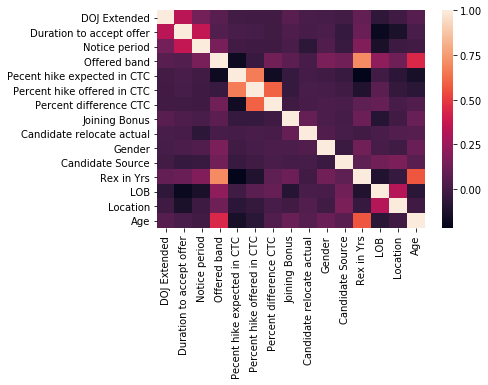 DOJ Extended
Duration to accept offer
Notice period
Offered band
Pecent hike expected in CTC
Percent hike offered in CTC
Percent difference CTC
Joining Bonus
Candidate relocate actual
Gender
Candidate Source
Rex in Yrs
LOB
Location
Age
DOJ Extended
Duration to accept offer
Notice period
Offered band
Pecent hike expected in CTC
Percent hike offered in CTC
Percent difference CTC
Joining Bonus
Candidate relocate actual
Gender
Candidate Source
Rex in Yrs
LOB
Location
Age
1.00
0.75
0.50
0.25
0.00